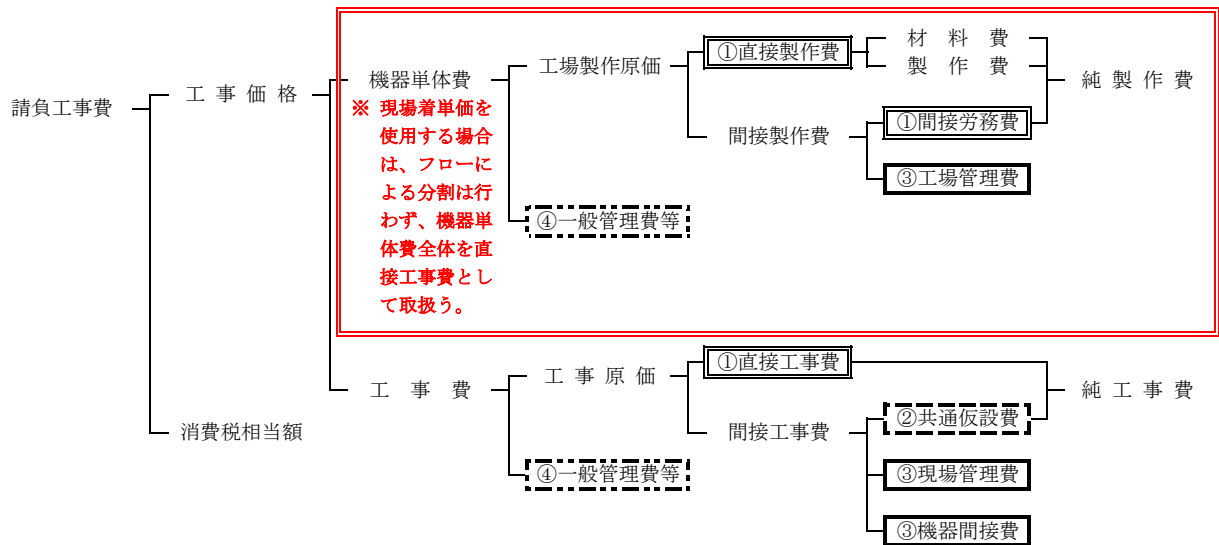 請負工事費
工事価格
機器単体費
※ 現場着単価を
使用する場合
は、フローに
よる分割は行
わず、機器単
体費全体を直
接工事費とし
て取扱う。
工場製作原価
①直接製作費
材料費
製作費
純製作費
間接製作費
①間接労務費
③工場管理費
④一般管理費等
工事費
工事原価
①直接工事費
純工事費
間接工事費
②共通仮設費
③現場管理費
③機器間接費
④一般管理費等
消費税相当額